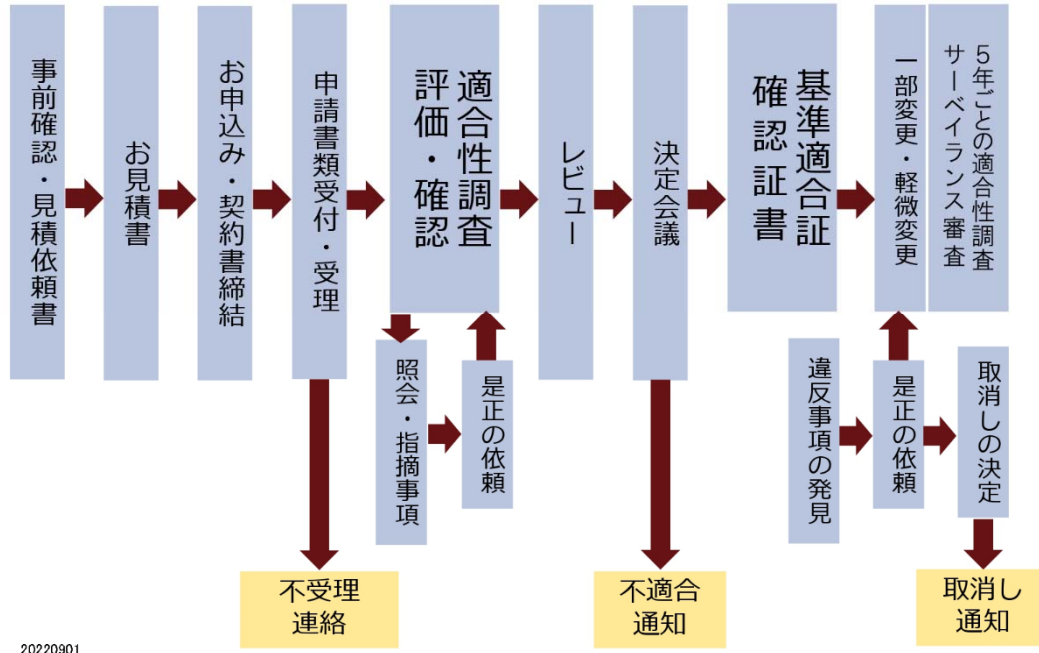 事前確認・見積依頼書
お見積書
お申込み・契約書締結
申請書類受付・受理
適合性調査
評価・確認
レビュー
決定会議
基準適合証
確認証書
一部変更・軽微変更
5年ごとの適合性調査
サーベイランス審査
照会・指摘事項
是正の依頼
違反事項の発見
是正の依頼
取消しの決定
不受理
連絡
不適合
通知
取消し
通知
20220901